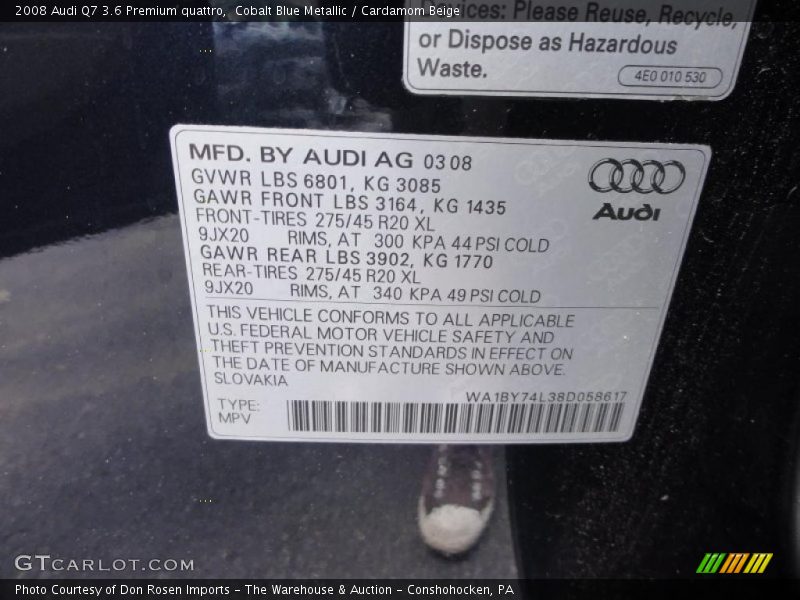 2008 Audi Q7 3.6 Premium quattro, Cobalt Blue Metallic / Cardamom Beige
Please Reuse, Recycle,
or Dispose as Hazardous
Waste.
4E0 010 530
MFD. BY AUDI AG 03 08
GVWR LBS 6801, KG 3085
GAWR FRONT LBS 3164, KG 1435
FRONT-TIRES 275/45 R20 XL
9JX20 RIMS, AT 300 KPA 44 PSI COLD
GAWR REAR LBS 3902, KG 1770
REAR-TIRES 275/45 R20 XL
9JX20 RIMS, AT 340 KPA 49 PSI COLD
Audi
THIS VEHICLE CONFORMS TO ALL APPLICABLE
U.S. FEDERAL MOTOR VEHICLE SAFETY AND
THEFT PREVENTION STANDARDS IN EFFECT ON
THE DATE OF MANUFACTURE SHOWN ABOVE.
SLOVAKIA
WA1BY74L38D058617
TYPE:
MPV
GTCARLOT.COM
Photo Courtesy of Don Rosen Imports - The Warehouse & Auction - Conshohocken, PA